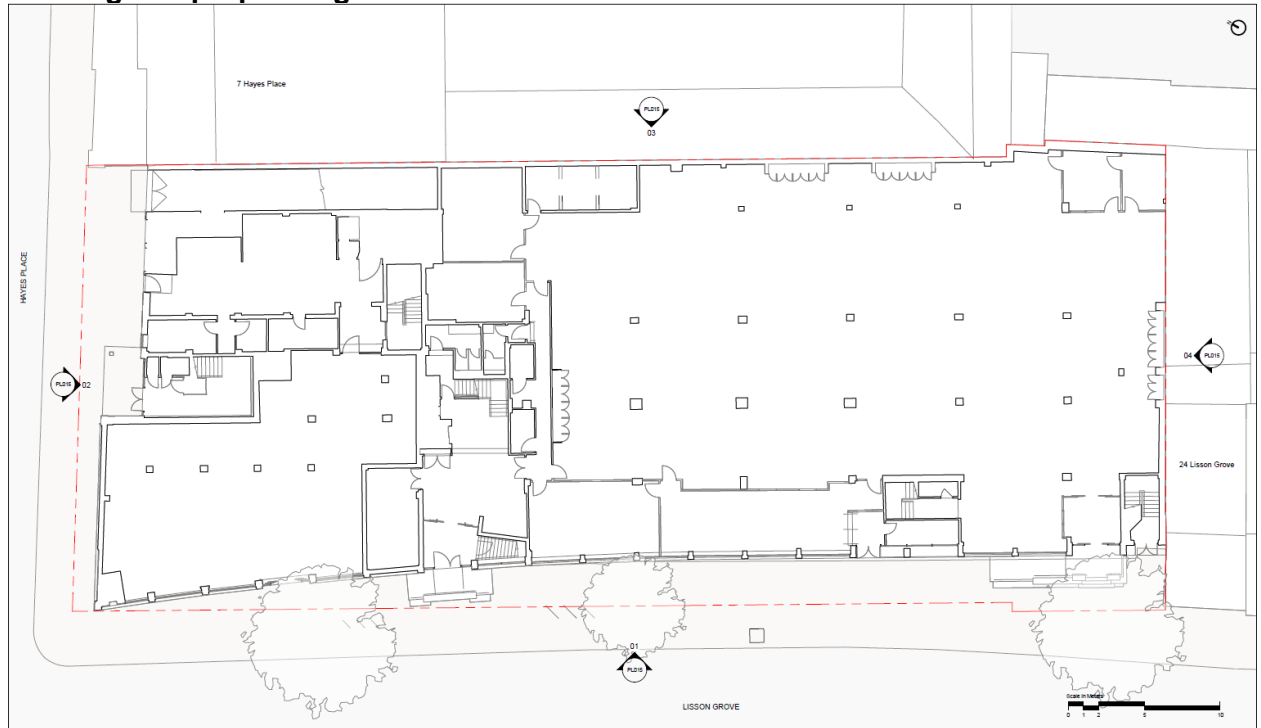 N
7 Hayes Place
PL015
03
HAYES PLACE
PL015
02
04
PL015
24 Lisson Grove
01
PL015
LISSON GROVE
Scale in Meters
0 1 2 5 10